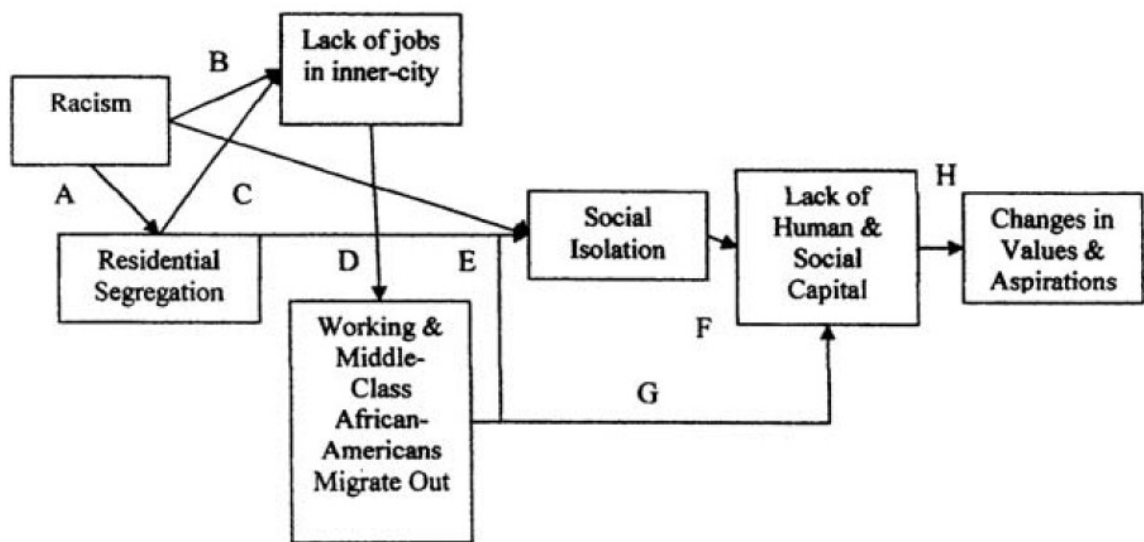 Lack of jobs
in inner-city
B
Racism
A
C
Residential
Segregation
D
E
Social
Isolation
Lack of
Human &
Social
Capital
H
Changes in
Values &
Aspirations
Working &
Middle-
Class
African-
Americans
Migrate Out
F
G